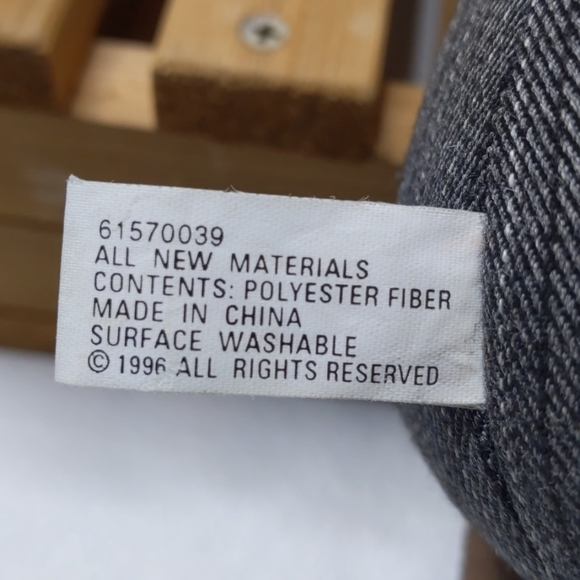 61570039
ALL NEW MATERIALS
CONTENTS: POLYESTER FIBER
MADE IN CHINA
SURFACE WASHABLE
© 1996 ALL RIGHTS RESERVED